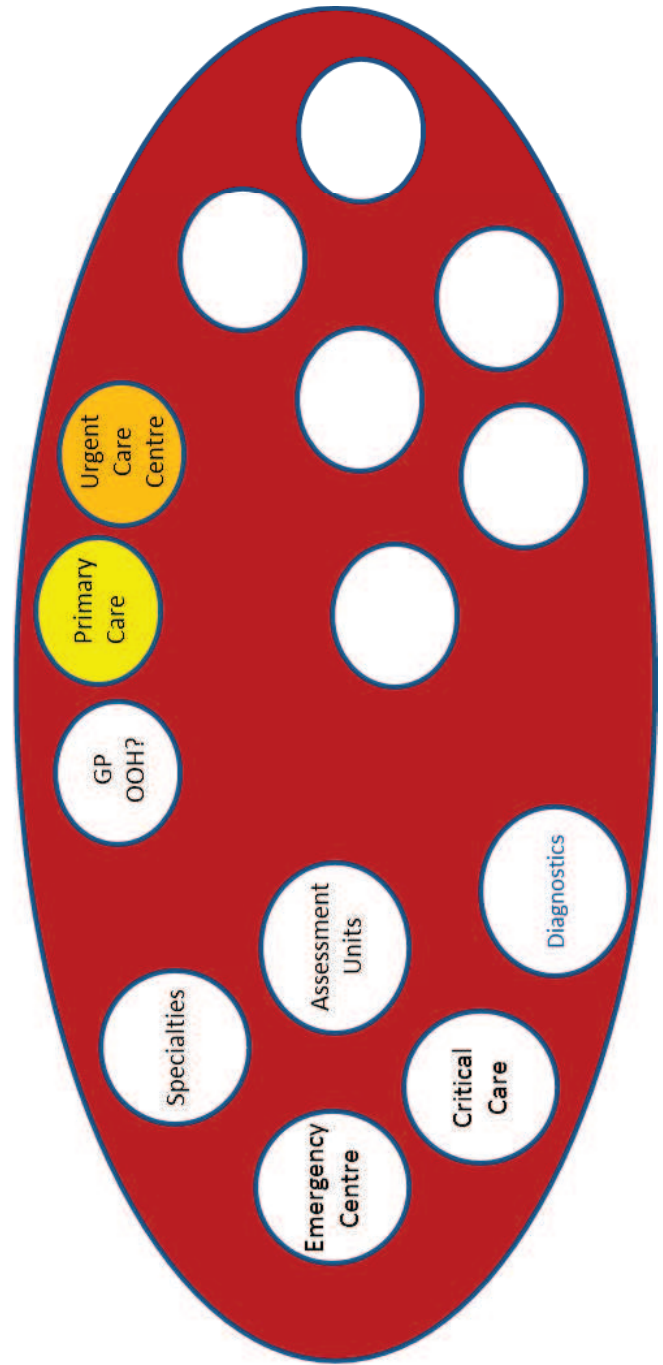 Emergency
Centre
Specialties
Critical
Care
Assessment
Units
Diagnostics
GP
OOH?
Primary
Care
Urgent
Care
Centre